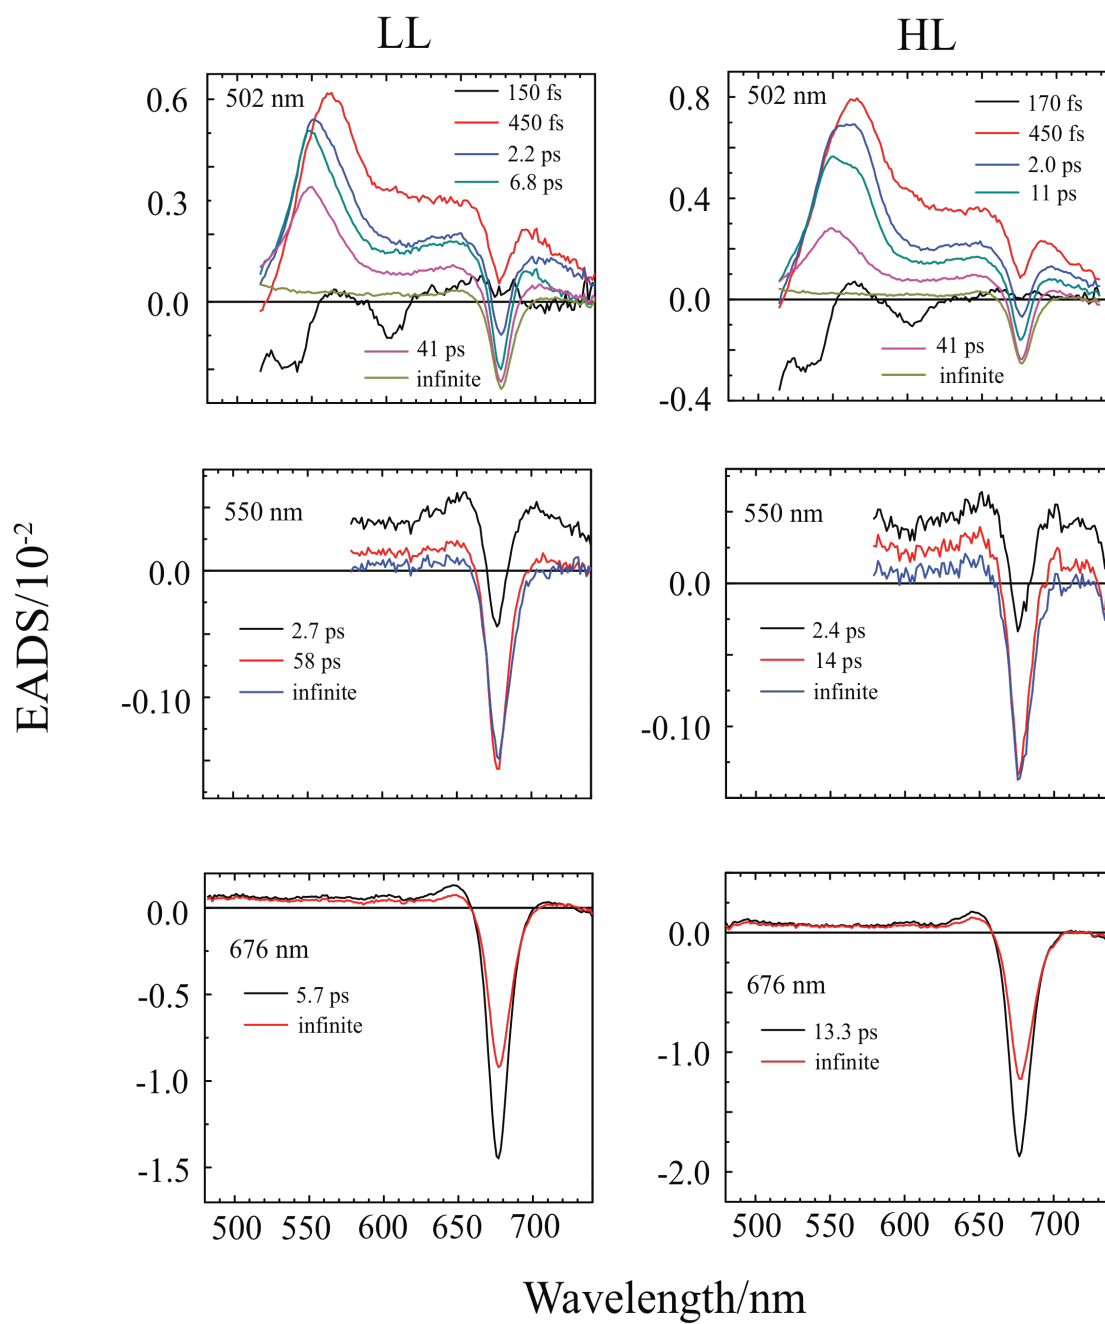 LL
HL
502 nm
150 fs
450 fs
2.2 ps
6.8 ps
41 ps
infinite
0.6
0.3
0.0
502 nm
170 fs
450 fs
2.0 ps
11 ps
41 ps
infinite
0.8
0.4
0.0
-0.4
EADS/10-2
550 nm
2.7 ps
58 ps
infinite
0.0
-0.10
550 nm
2.4 ps
14 ps
infinite
0.0
-0.10
676 nm
5.7 ps
infinite
0.0
-0.5
-1.0
-1.5
500 550 600 650 700
676 nm
13.3 ps
infinite
0.0
-1.0
-2.0
500 550 600 650 700
Wavelength/nm